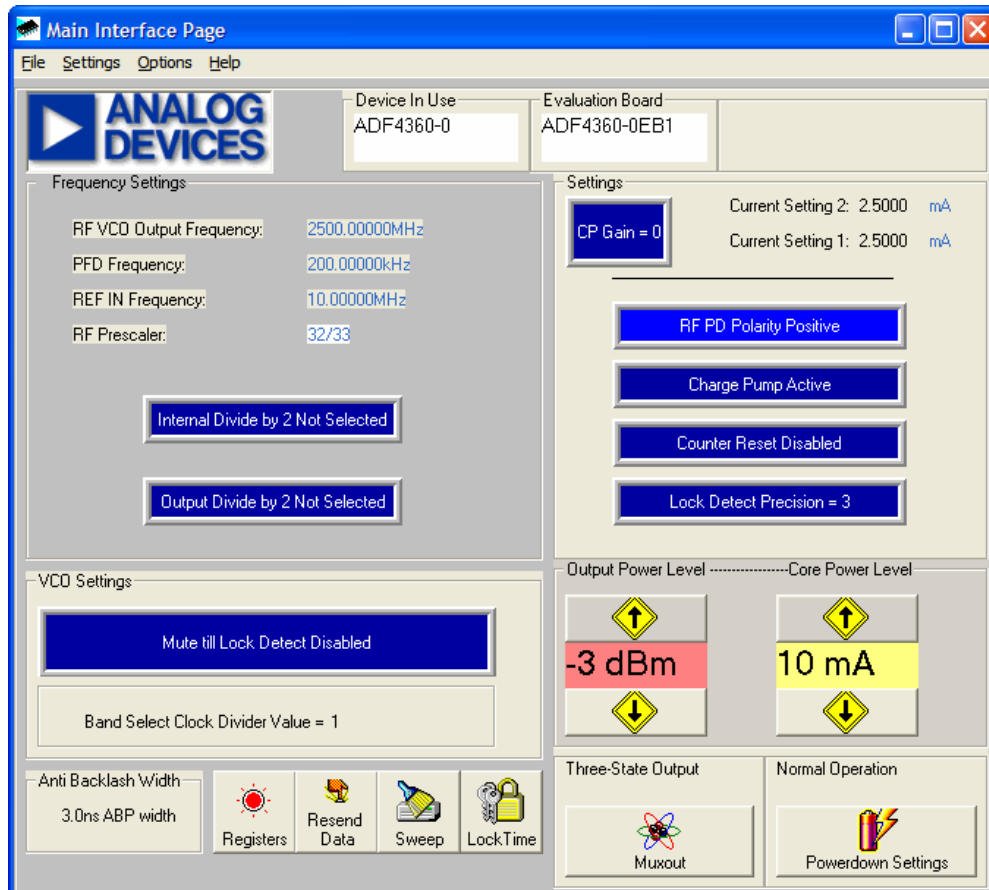 Main Interface Page
File Settings Options Help
ANALOG
DEVICES
Device In Use
ADF4360-0
Evaluation Board
ADF4360-0EB1
Frequency Settings
RF VCO Output Frequency: 2500.00000MHz
PFD Frequency: 200.00000kHz
REF IN Frequency: 10.00000MHz
RF Prescaler: 32/33
Internal Divide by 2 Not Selected
Output Divide by 2 Not Selected
Settings
CP Gain = 0
Current Setting 2: 2.5000 mA
Current Setting 1: 2.5000 mA
RF PD Polarity Positive
Charge Pump Active
Counter Reset Disabled
Lock Detect Precision = 3
VCO Settings
Mute till Lock Detect Disabled
Band Select Clock Divider Value = 1
Output Power Level -----------------Core Power Level
-3 dBm
10 mA
Anti Backlash Width
3.0ns ABP width
Registers
Resend
Data
Sweep
LockTime
Three-State Output
Muxout
Normal Operation
Powerdown Settings